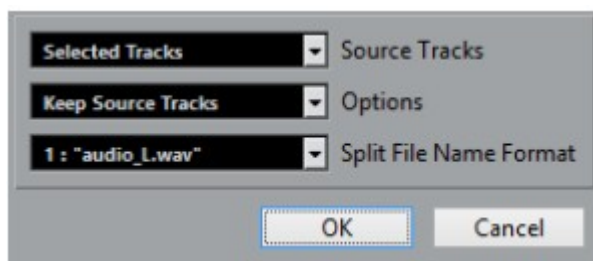 Selected Tracks Source Tracks
Keep Source Tracks Options
1 : "audio_L.wav" Split File Name Format
OK Cancel